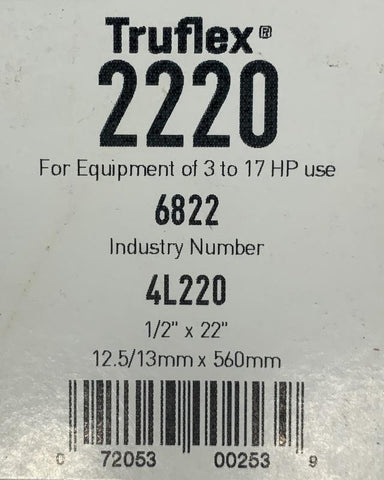 Truflex®
2220
For Equipment of 3 to 17 HP use
6822
Industry Number
4L220
1/2" x 22"
12.5/13mm x 560mm
0 72053 00253 9